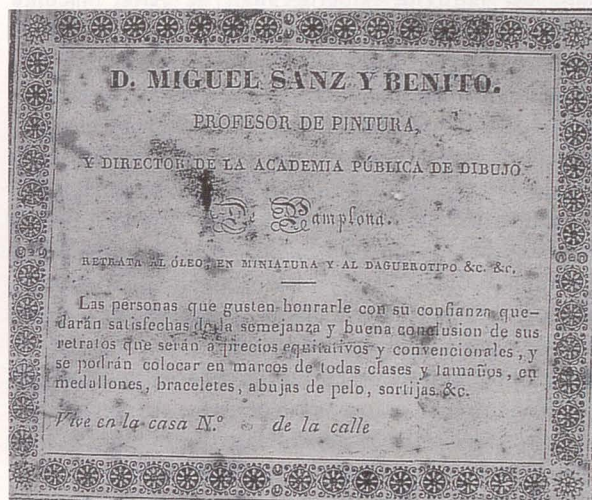 D. MIGUEL SANZ Y BENITO.
PROFESOR DE PINTURA,
Y DIRECTOR DE LA ACADEMIA PÚBLICA DE DIBUJO
De Pamplona.
RETRATA AL ÓLEO, EN MINIATURA Y AL DAGUEROTIPO &c. &c.
Las personas que gusten honrarle con su confianza que-
darán satisfechas de la semejanza y buena conclusion de sus
retratos que serán a precios equitativos y convencionales, y
se podrán colocar en marcos de todas clases y tamaños, en
medallones, braceletes, abujas de pelo, sortijas &c.
Vive en la casa N.º de la calle